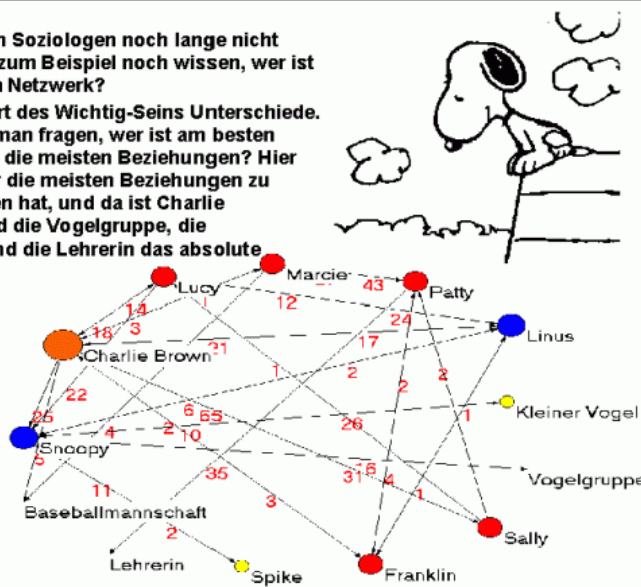 n Soziologen noch lange nicht
zum Beispiel noch wissen, wer ist
n Netzwerk?
rt des Wichtig-Seins Unterschiede.
man fragen, wer ist am besten
die meisten Beziehungen? Hier
r die meisten Beziehungen zu
en hat, und da ist Charlie
d die Vogelgruppe, die
nd die Lehrerin das absolute
Marcie
43
Lucy
Patty
14
12
18
3
24
Linus
Charlie Brown
31
17
1
2
2
2
22
Kleiner Vogel
25
6
65
1
4
2
10
26
Snoopy
5
35
16
31
4
Vogelgruppe
11
1
3
Baseballmannschaft
2
Sally
Lehrerin
Spike
Franklin